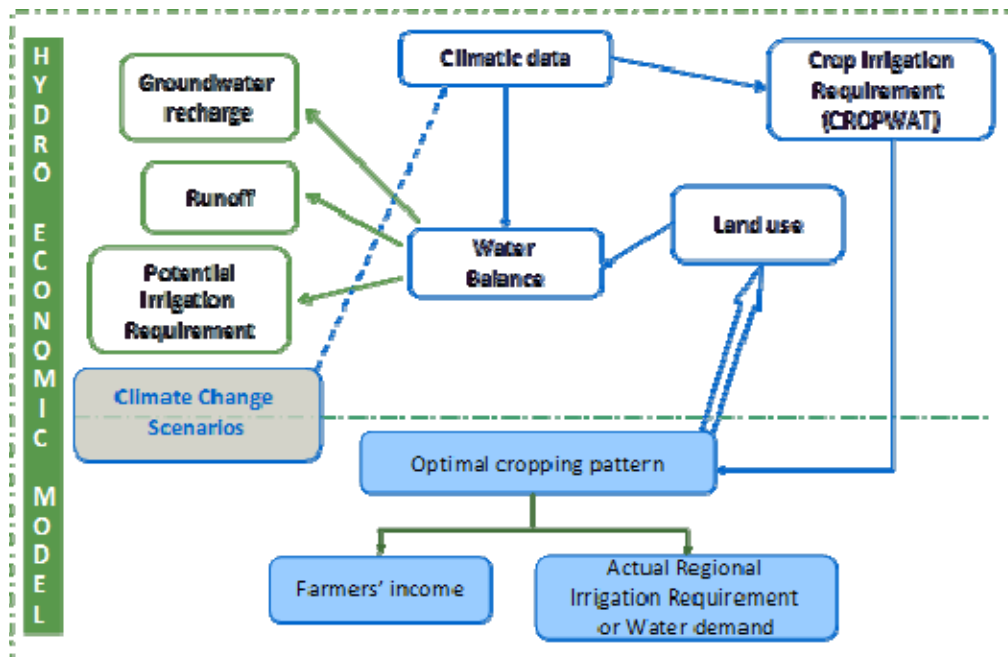 HYDRO ECONOMIC MODEL
Climatic data
Crop Irrigation
Requirement
(CROPWAT)
Groundwater
recharge
Runoff
Land use
Water
Balance
Potential
Irrigation
Requirement
Climate Change
Scenarios
Optimal cropping pattern
Farmers' income
Actual Regional
Irrigation Requirement
or Water demand